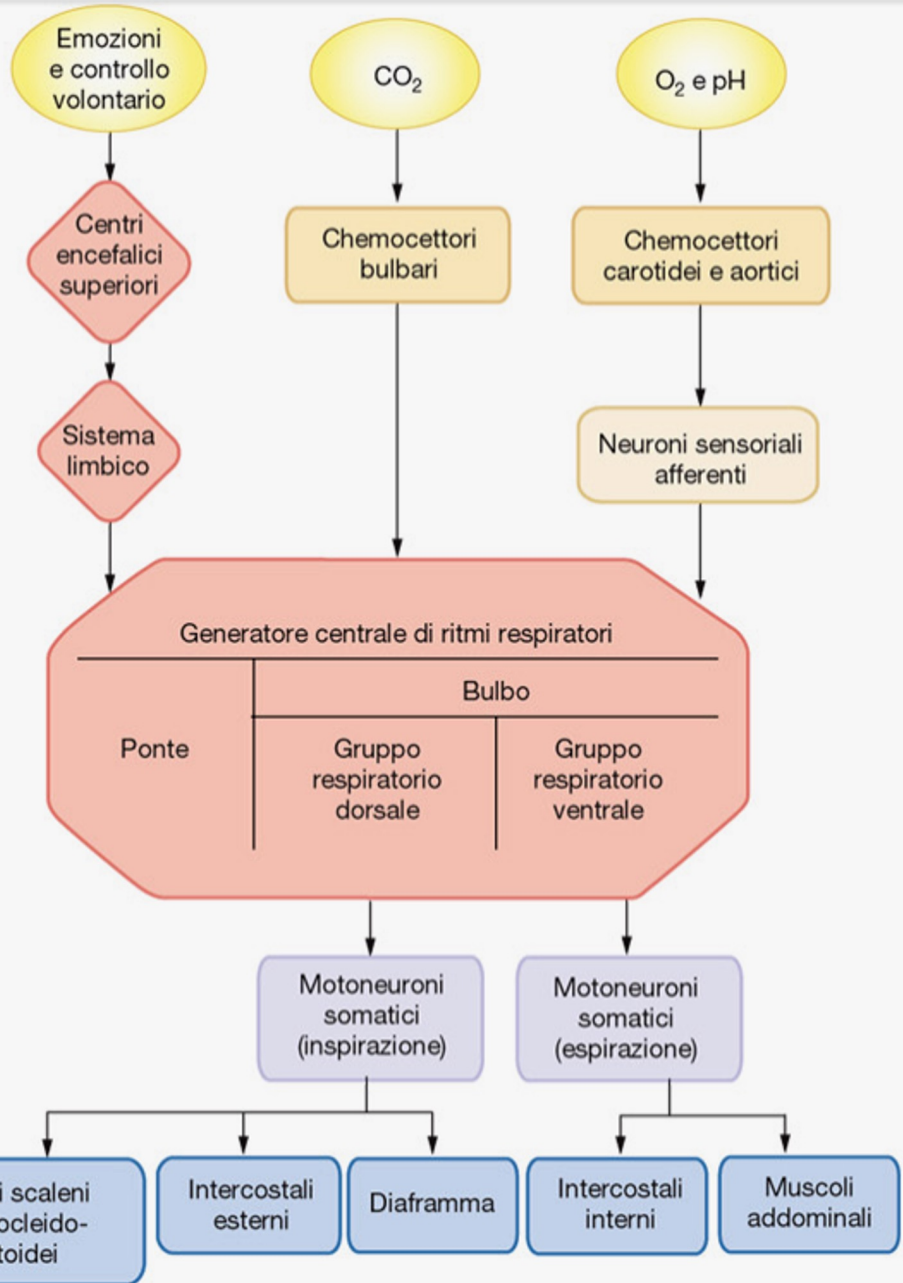 Emozioni
e controllo
volontario
CO₂
O₂ e pH
Centri
encefalici
superiori
Chemocettori
bulbari
Chemocettori
carotidei e aortici
Sistema
limbico
Neuroni sensoriali
afferenti
Generatore centrale di ritmi respiratori
Ponte
Bulbo
Gruppo
respiratorio
dorsale
Gruppo
respiratorio
ventrale
Motoneuroni
somatici
(inspirazione)
Motoneuroni
somatici
(espirazione)
i scaleni
ocleido-
toidei
Intercostali
esterni
Diaframma
Intercostali
interni
Muscoli
addominali